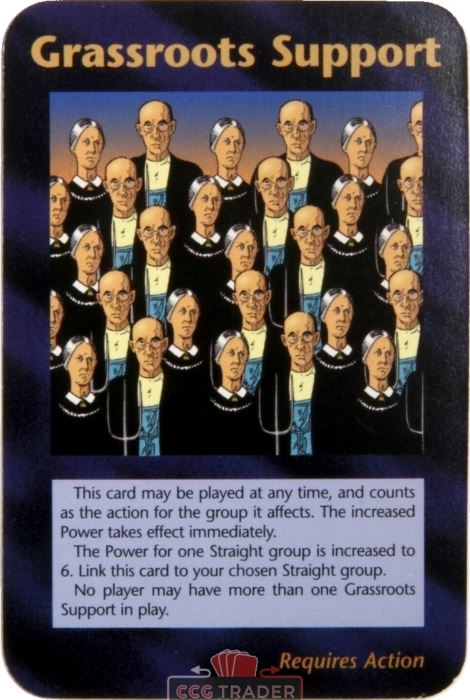 Grassroots Support
This card may be played at any time, and counts
as the action for the group it affects. The increased
Power takes effect immediately.
The Power for one Straight group is increased to
6. Link this card to your chosen Straight group.
No player may have more than one Grassroots
Support in play.
Requires Action
CCG TRADER